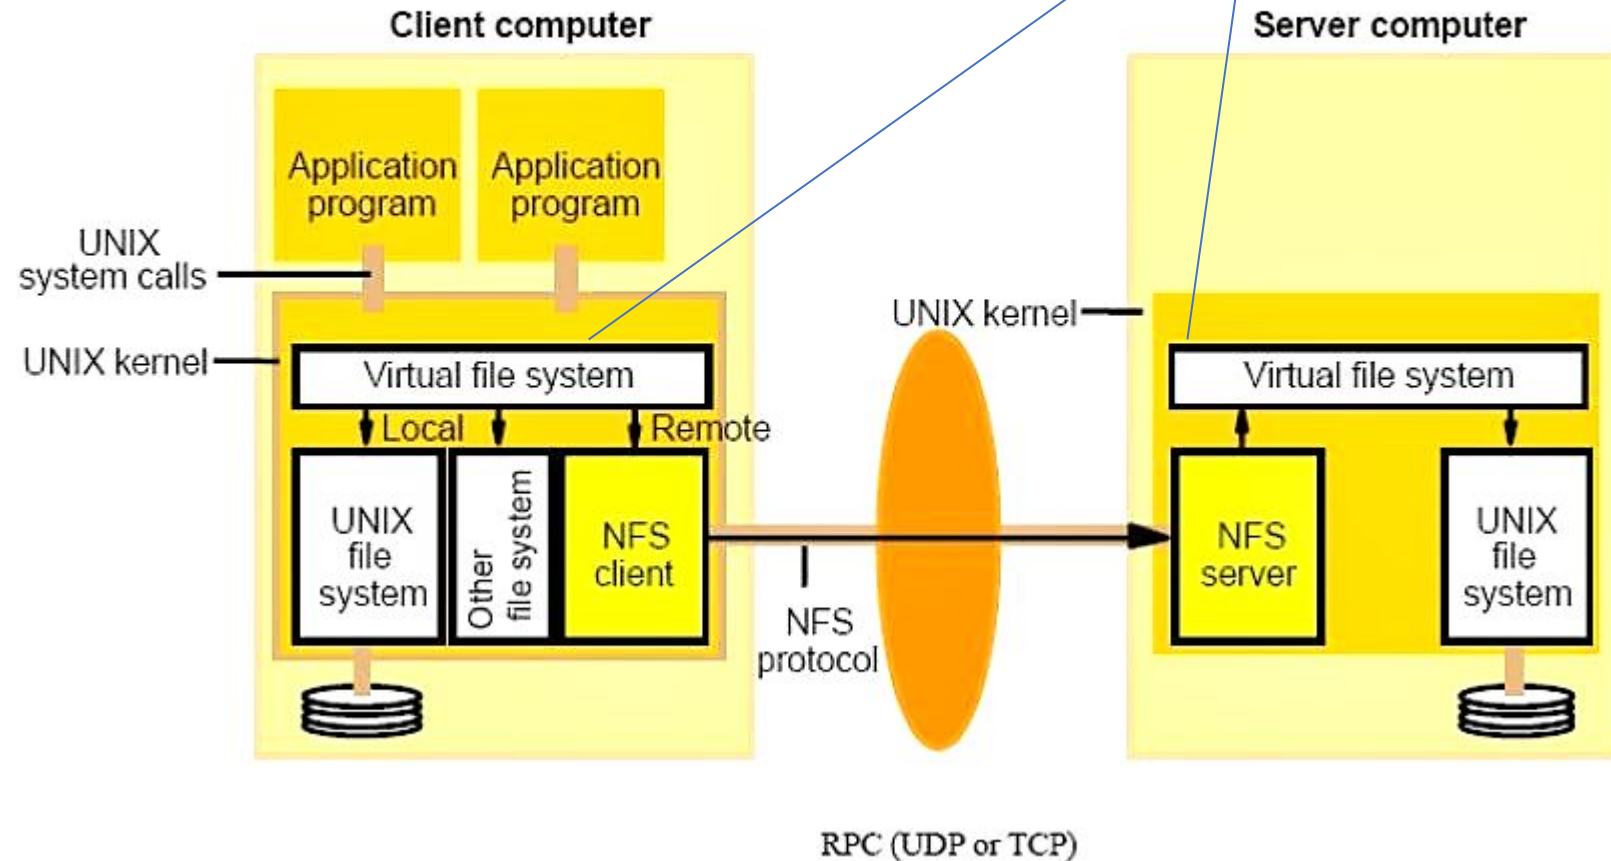 Client computer
Server computer
Application
program
Application
program
UNIX
system calls
UNIX kernel
UNIX kernel
Virtual file system
Virtual file system
Local
Remote
UNIX
file
system
Other
file system
NFS
client
NFS
protocol
NFS
server
UNIX
file
system
RPC (UDP or TCP)